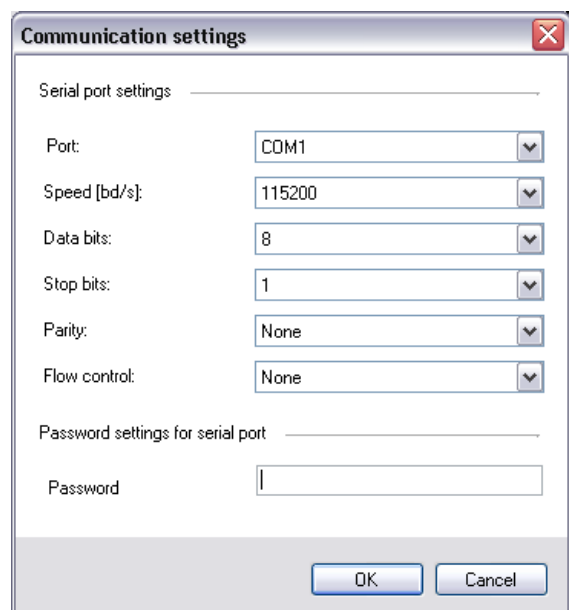 Communication settings
Serial port settings
Port: COM1
Speed [bd/s]: 115200
Data bits: 8
Stop bits: 1
Parity: None
Flow control: None
Password settings for serial port
Password
OK Cancel